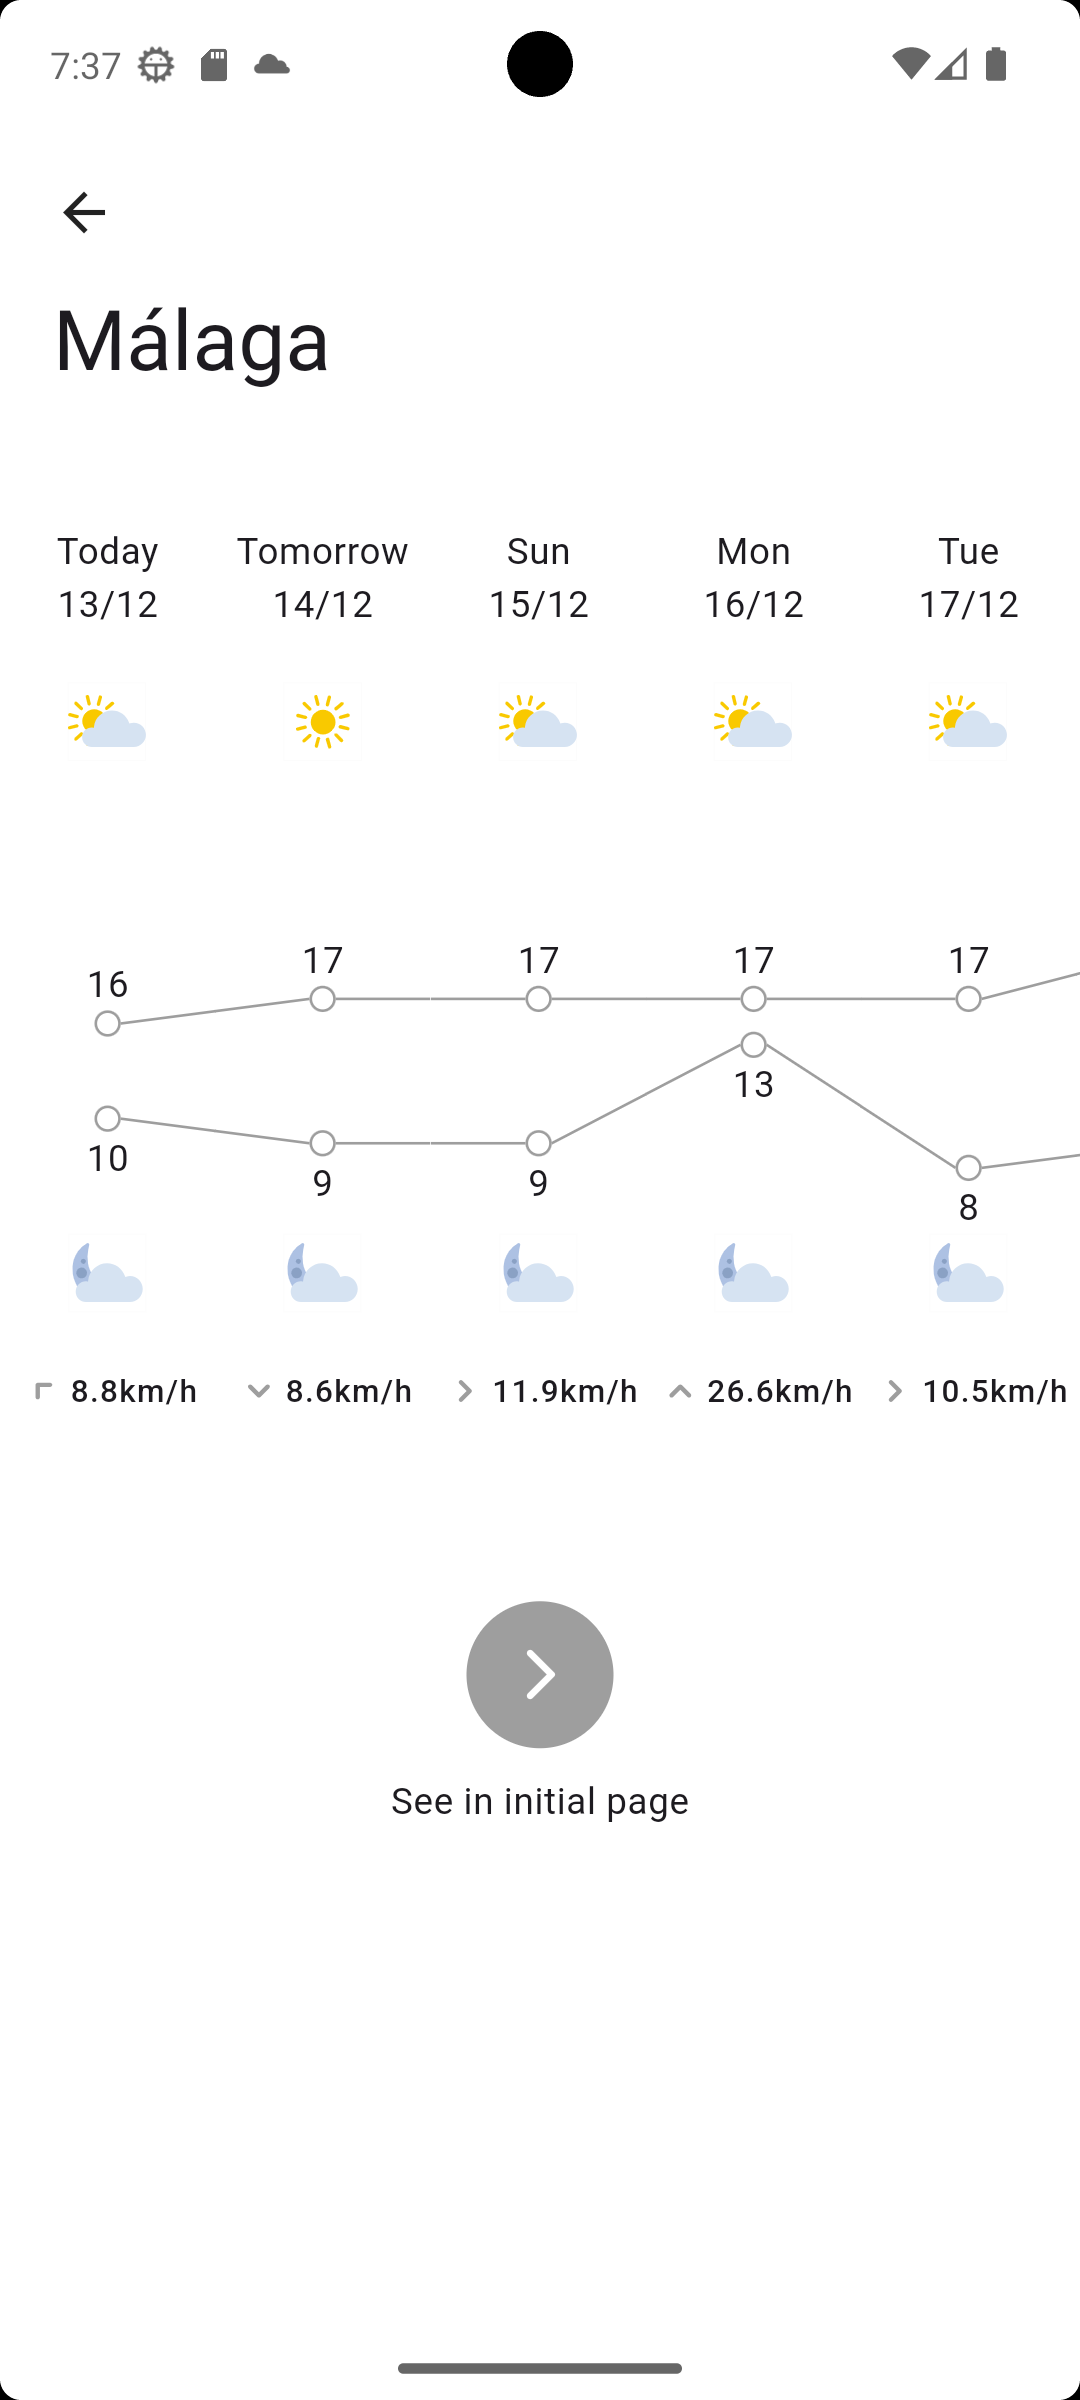 7:37
Málaga
Today Tomorrow Sun Mon Tue
13/12 14/12 15/12 16/12 17/12
16 17 17 17 17
10 9 9 13 8
8.8km/h 8.6km/h 11.9km/h 26.6km/h 10.5km/h
See in initial page